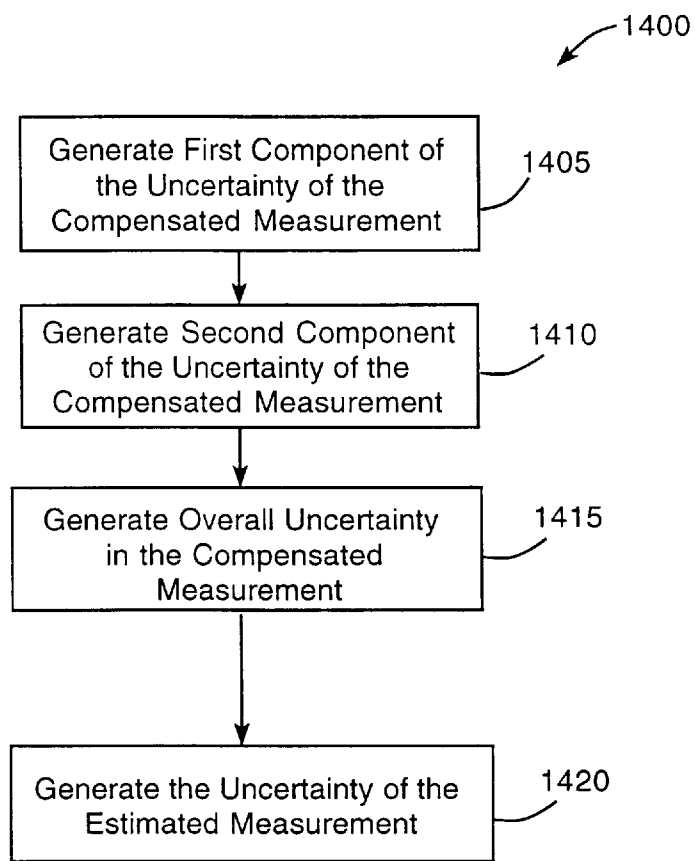 1400
Generate First Component of
the Uncertainty of the
Compensated Measurement
1405
Generate Second Component
of the Uncertainty of the
Compensated Measurement
1410
Generate Overall Uncertainty
in the Compensated
Measurement
1415
Generate the Uncertainty of the
Estimated Measurement
1420